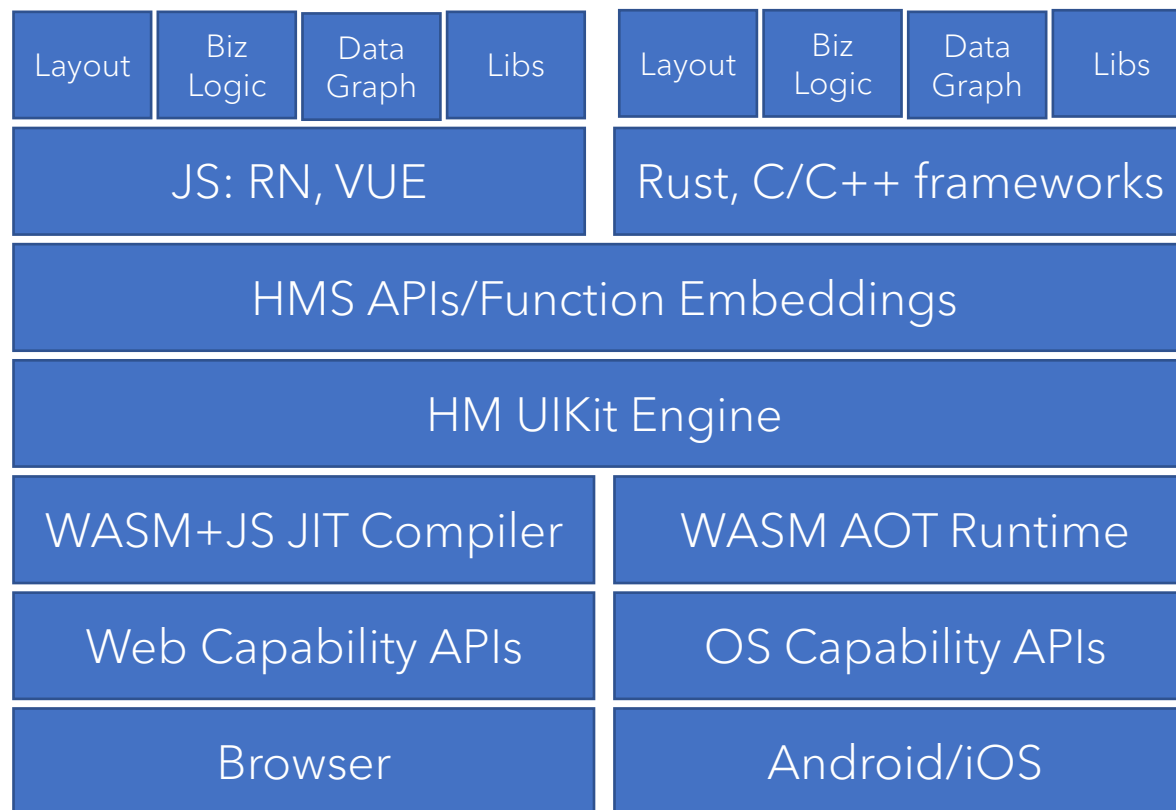 Layout
Biz
Logic
Data
Graph
Libs
Layout
Biz
Logic
Data
Graph
Libs
JS: RN, VUE
Rust, C/C++ frameworks
HMS APIs/Function Embeddings
HM UIKit Engine
WASM+JS JIT Compiler
WASM AOT Runtime
Web Capability APIs
OS Capability APIs
Browser
Android/iOS